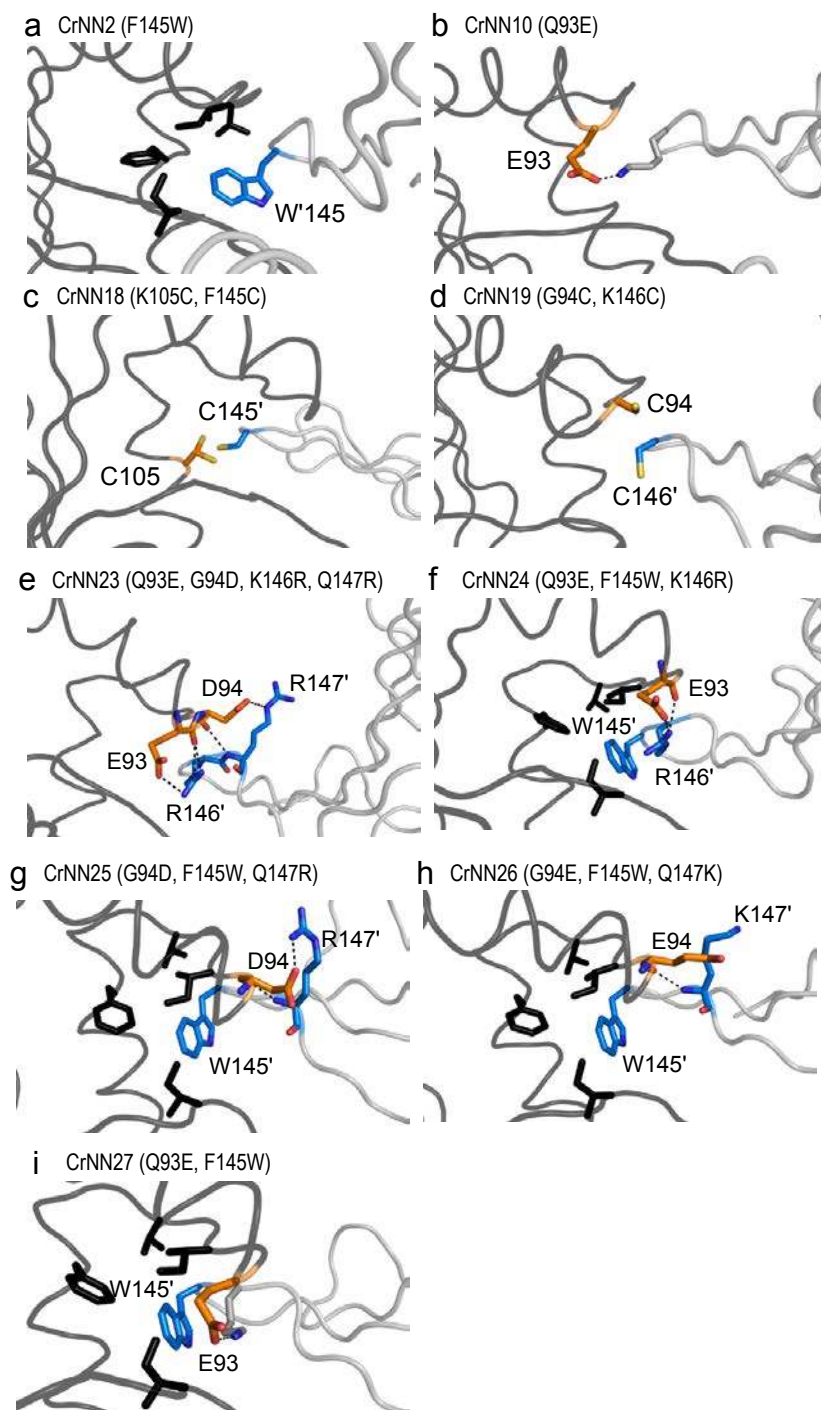 a CrNN2 (F145W)
W'145
b CrNN10 (Q93E)
E93
c CrNN18 (K105C, F145C)
C145'
C105
d CrNN19 (G94C, K146C)
C94
C146'
e CrNN23 (Q93E, G94D, K146R, Q147R)
D94
R147'
E93
R146'
f CrNN24 (Q93E, F145W, K146R)
E93
W145'
R146'
g CrNN25 (G94D, F145W, Q147R)
R147'
D94
W145'
h CrNN26 (G94E, F145W, Q147K)
K147'
E94
W145'
i CrNN27 (Q93E, F145W)
W145'
E93